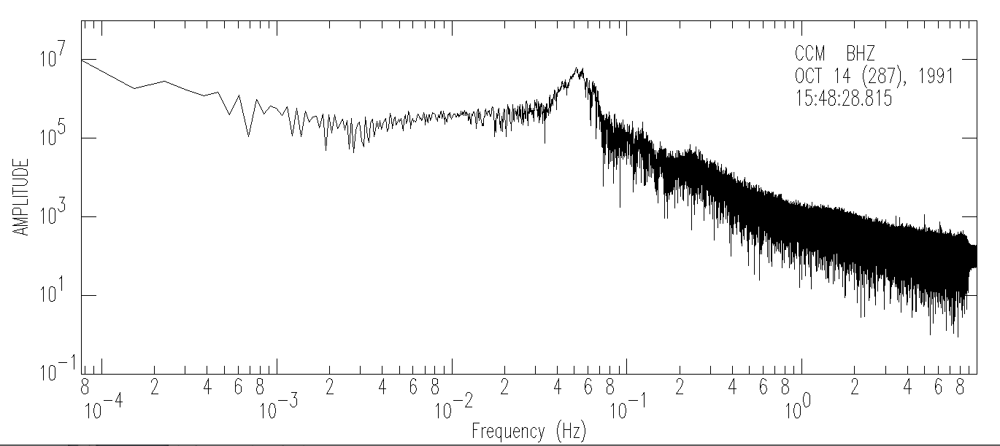 CCM BHZ
OCT 14 (287), 1991
15:48:28.815
AMPLITUDE
10^7
10^5
10^3
10^1
10^-1
8 2 4 6 8 2 4 6 8 2 4 6 8 2 4 6 8 2 4 6 8
10^-4 10^-3 10^-2 10^-1 10^0
Frequency (Hz)